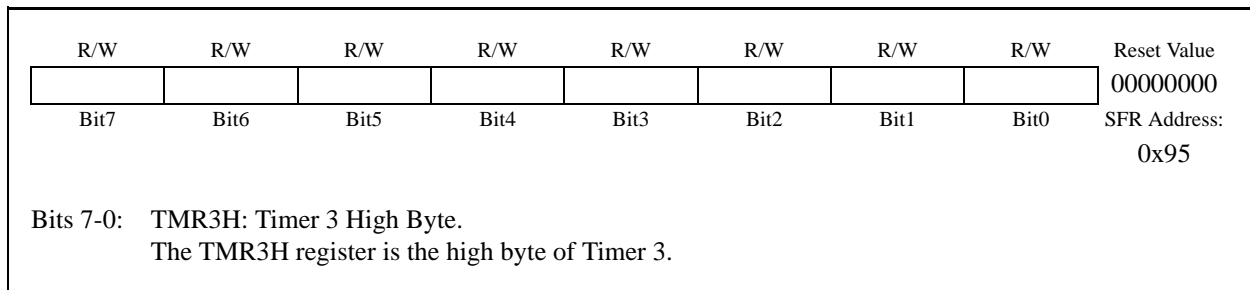 R/W R/W R/W R/W R/W R/W R/W R/W Reset Value
00000000
Bit7 Bit6 Bit5 Bit4 Bit3 Bit2 Bit1 Bit0 SFR Address:
0x95
Bits 7-0: TMR3H: Timer 3 High Byte.
The TMR3H register is the high byte of Timer 3.